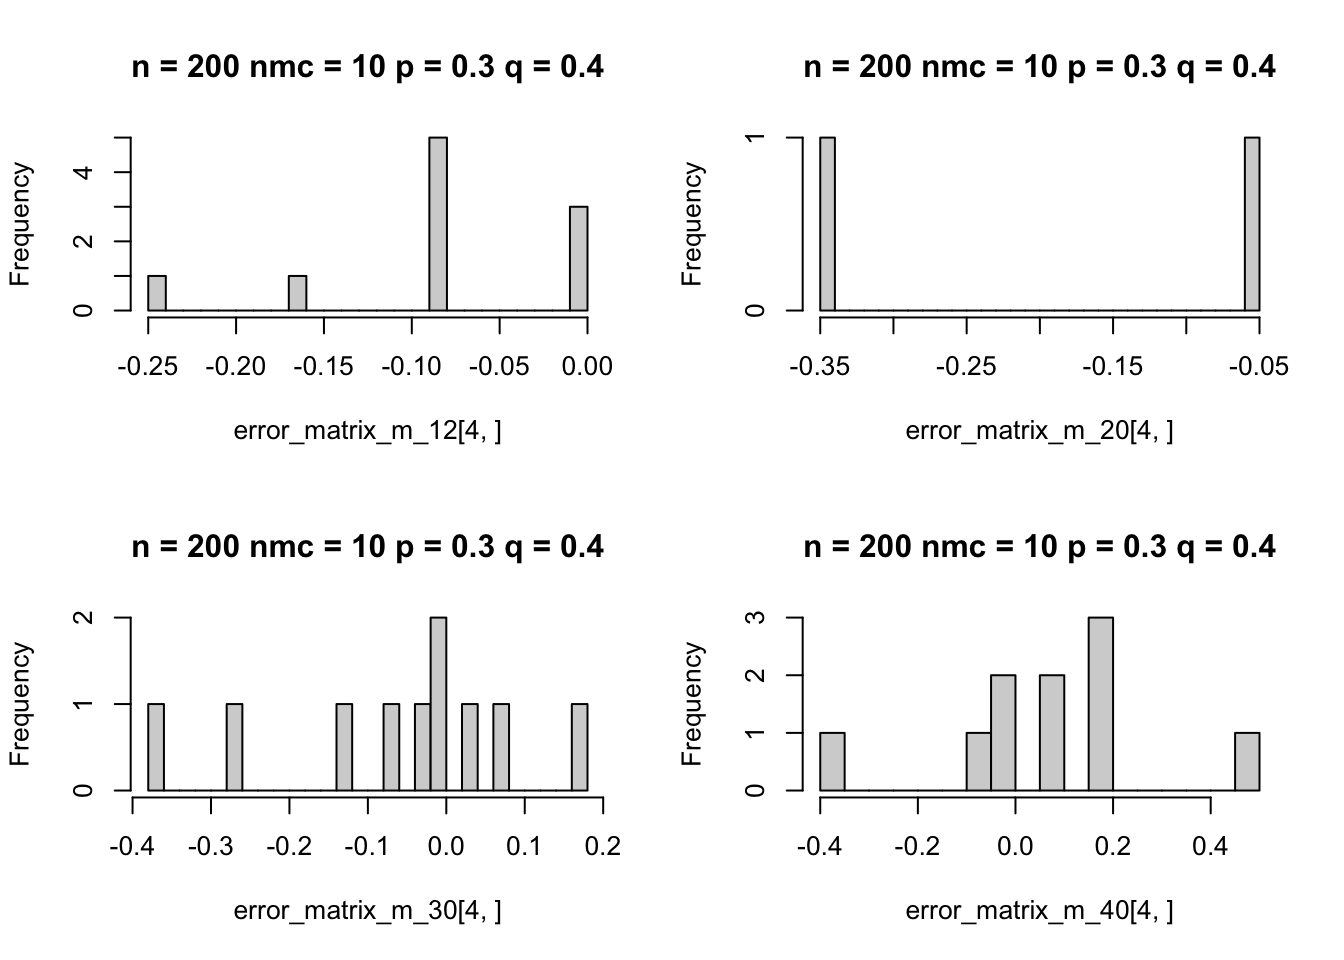 n = 200 nmc = 10 p = 0.3 q = 0.4
Frequency
0 2 4
-0.25 -0.20 -0.15 -0.10 -0.05 0.00
error_matrix_m_12[4, ]
n = 200 nmc = 10 p = 0.3 q = 0.4
Frequency
0 1
-0.35 -0.25 -0.15 -0.05
error_matrix_m_20[4, ]
n = 200 nmc = 10 p = 0.3 q = 0.4
Frequency
0 1 2
-0.4 -0.3 -0.2 -0.1 0.0 0.1 0.2
error_matrix_m_30[4, ]
n = 200 nmc = 10 p = 0.3 q = 0.4
Frequency
0 1 2 3
-0.4 -0.2 0.0 0.2 0.4
error_matrix_m_40[4, ]